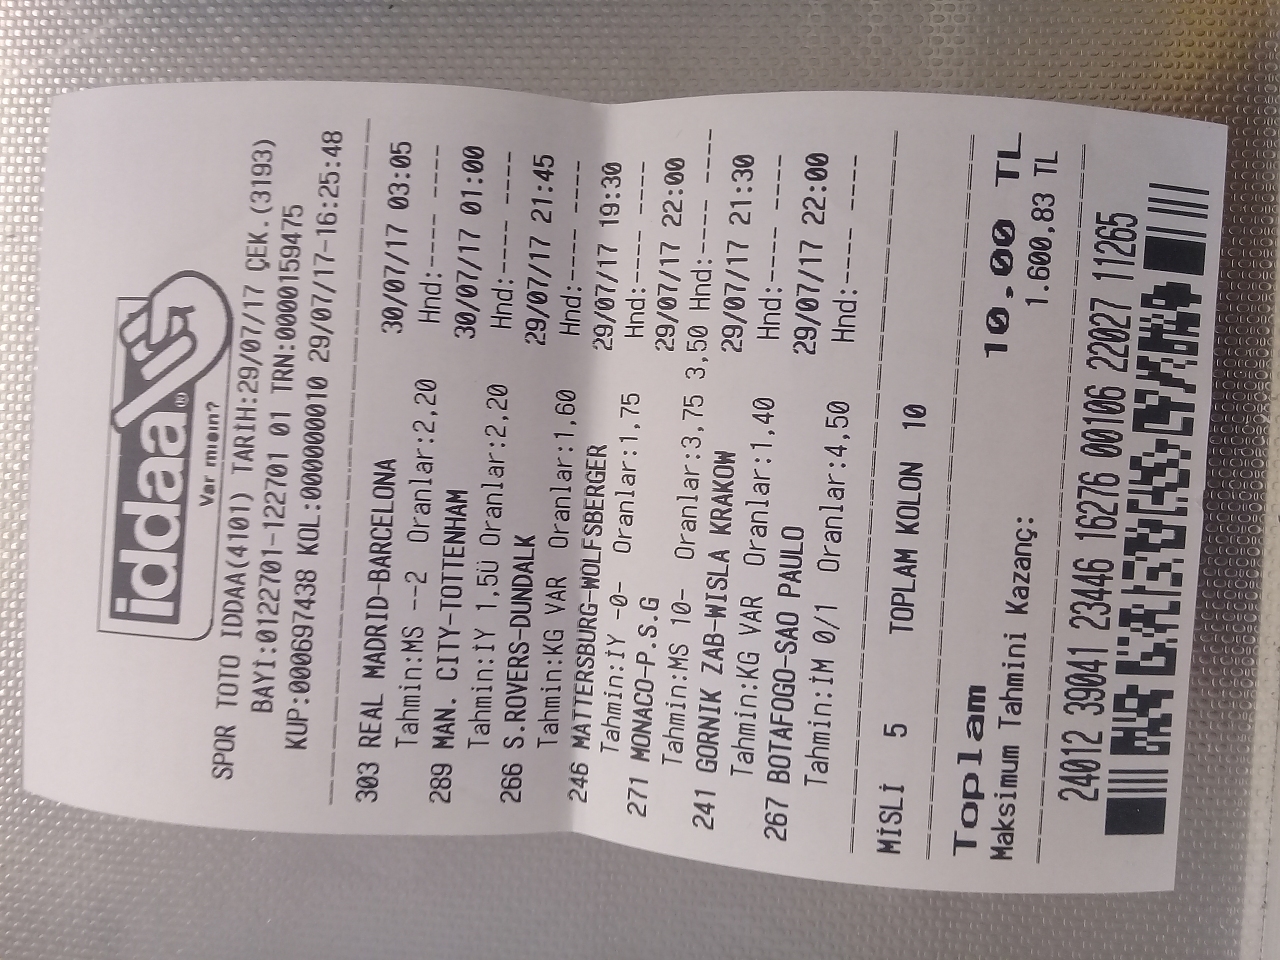 iddaa®
Var mısın?
SPOR TOTO IDDAA(4101) TARİH:29/07/17 ÇEK.(3193)
BAYİ:01122701-122701 01 TRN:0000159475
KUP:0006974438 KOL:0000000010 29/07/17-16:25:48
303 REAL MADRID-BARCELONA 30/07/17 03:05
Tahmin:MS --2 Oranlar:2,20 Hnd:---- ----
289 MAN. CITY-TOTTENHAM 30/07/17 01:00
Tahmin:İY 1,5Ü Oranlar:2,20 Hnd:---- ----
266 S.ROVERS-DUNDALK 29/07/17 21:45
Tahmin:KG VAR Oranlar:1,60 Hnd:---- ----
246 MATTERSBURG-WOLFSBERGER 29/07/17 19:30
Tahmin:İY -0- Oranlar:1,75 Hnd:---- ----
271 MONACO-P.S.G 29/07/17 22:00
Tahmin:MS 10- Oranlar:3,75 3,50 Hnd:---- ----
241 GORNIK ZAB-WISLA KRAKOW 29/07/17 21:30
Tahmin:KG VAR Oranlar:1,40 Hnd:---- ----
267 BOTAFOGO-SAO PAULO 29/07/17 22:00
Tahmin:İM 0/1 Oranlar:4,50 Hnd:---- ----
MİSLİ 5 TOPLAM KOLON 10
Toplam 10.00 TL
Maksimum Tahmini Kazanç: 1.600,83 TL
24012 39041 23446 16276 00106 22027 11265